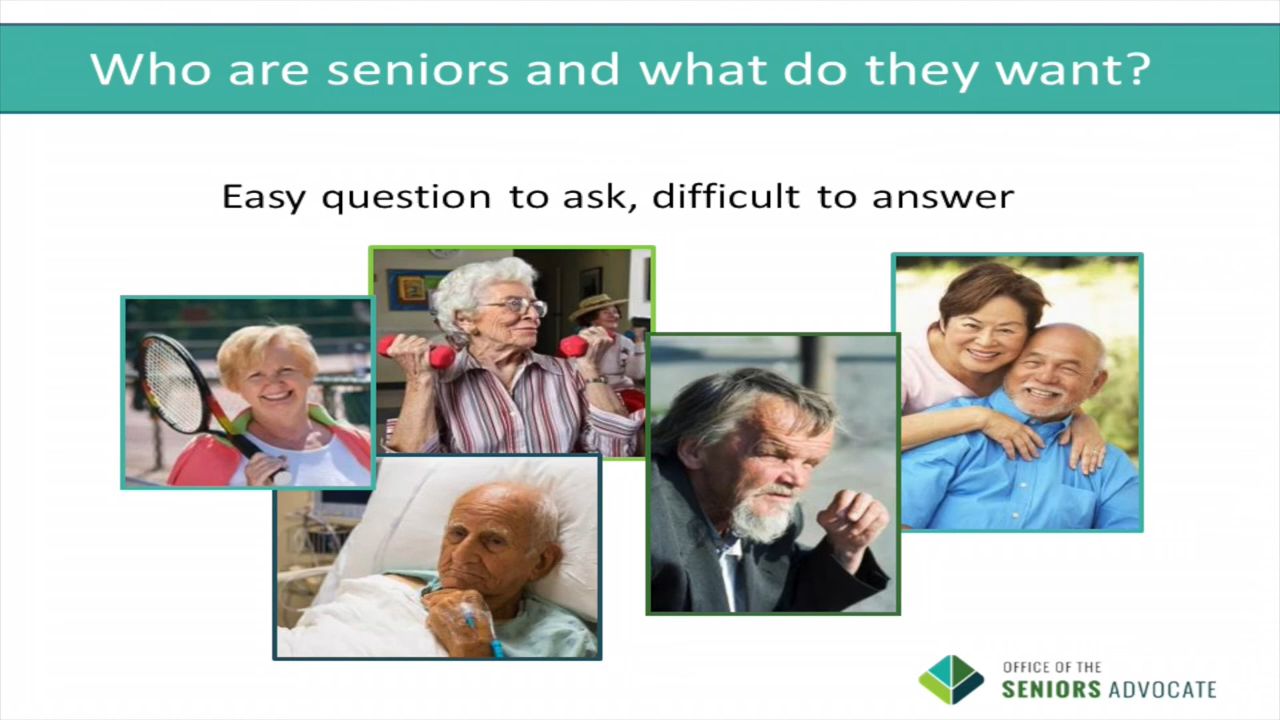 Who are seniors and what do they want?
Easy question to ask, difficult to answer
OFFICE OF THE
SENIORS ADVOCATE